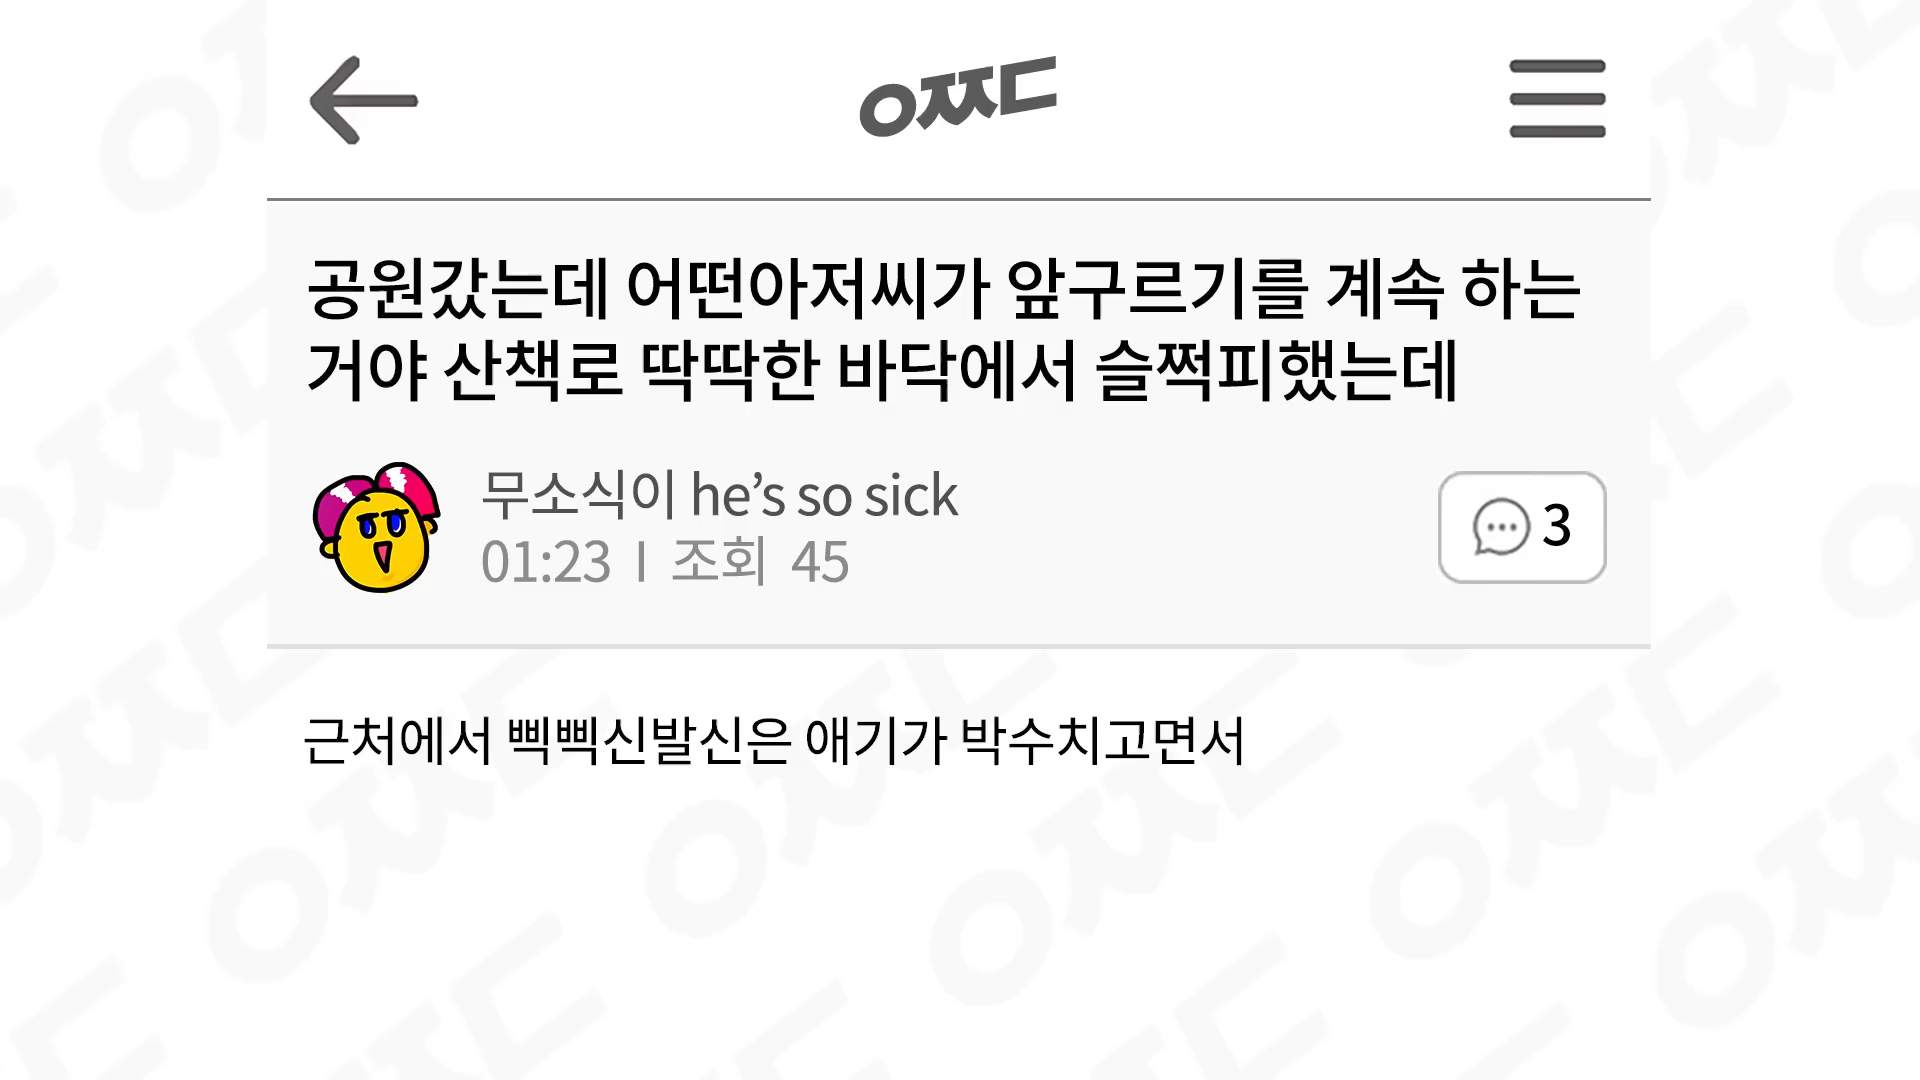 ㅇㅉㄷ
공원갔는데 어떤아저씨가 앞구르기를 계속 하는
거야 산책로 딱딱한 바닥에서 슬쩍피했는데
무소식이 he's so sick
01:23 ㅣ 조회 45
3
근처에서 삑삑신발신은 애기가 박수치고면서